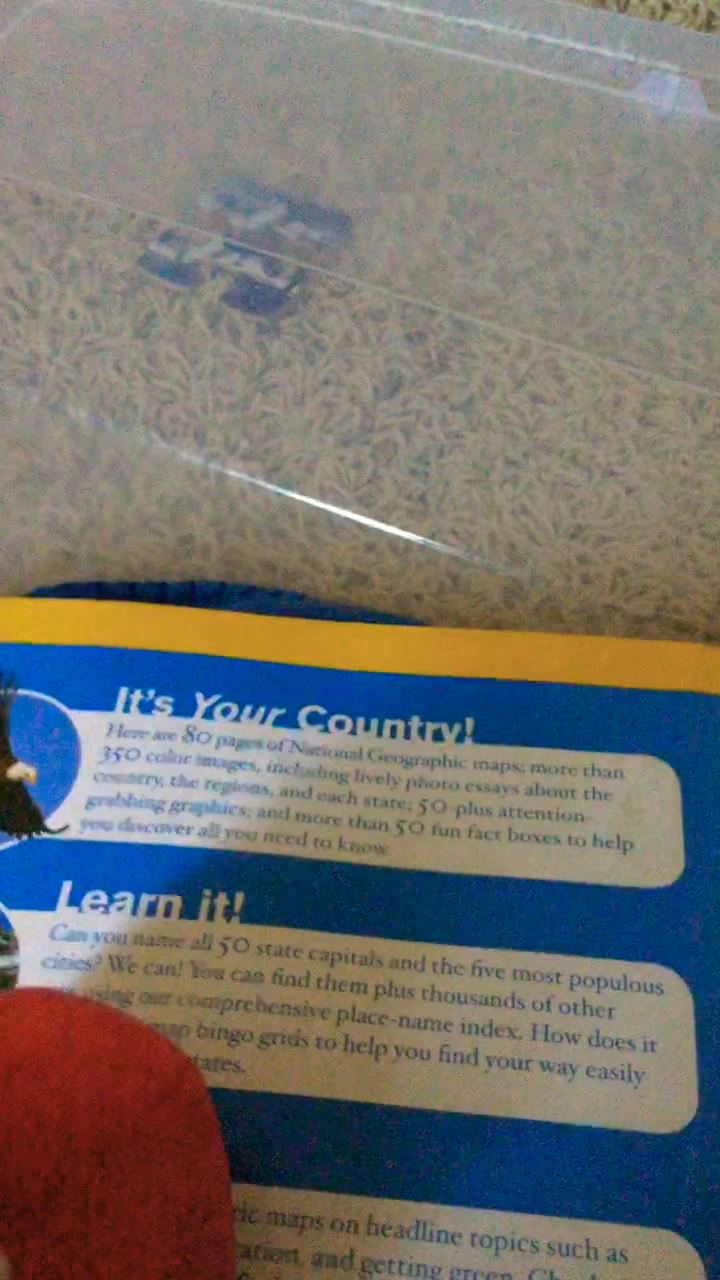 It's Your Country!
Here are 80 pages of National Geographic maps; more than
350 color images, including lively photo essays about the
country, the regions, and each state; 50-plus attention-
grabbing graphics; and more than 50 fun fact boxes to help
you discover all you need to know.
Learn it!
Can you name all 50 state capitals and the five most populous
cities? We can! You can find them plus thousands of other
using our comprehensive place-name index. How does it
map bingo grids to help you find your way easily
maps on headline topics such as
and getting green.